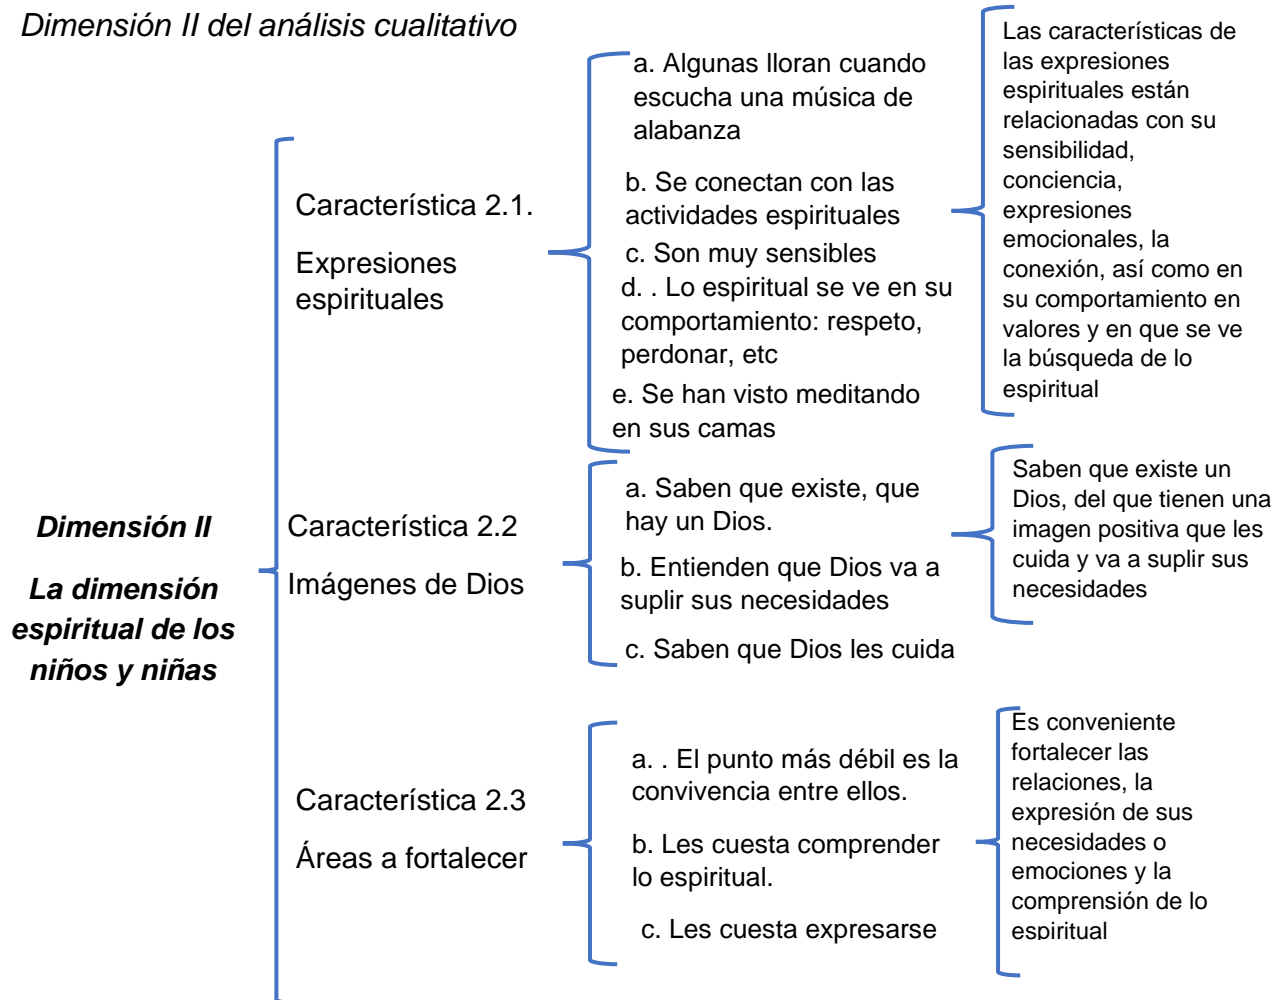 Dimensión II del análisis cualitativo
Dimensión II
La dimensión
espiritual de los
niños y niñas
Característica 2.1.
Expresiones
espirituales
a. Algunas lloran cuando
escucha una música de
alabanza
b. Se conectan con las
actividades espirituales
c. Son muy sensibles
d. . Lo espiritual se ve en su
comportamiento: respeto,
perdonar, etc
e. Se han visto meditando
en sus camas
Las características de
las expresiones
espirituales están
relacionadas con su
sensibilidad,
conciencia,
expresiones
emocionales, la
conexión, así como en
su comportamiento en
valores y en que se ve
la búsqueda de lo
espiritual
Característica 2.2
Imágenes de Dios
a. Saben que existe, que
hay un Dios.
b. Entienden que Dios va a
suplir sus necesidades
c. Saben que Dios les cuida
Saben que existe un
Dios, del que tienen una
imagen positiva que les
cuida y va a suplir sus
necesidades
Característica 2.3
Áreas a fortalecer
a. . El punto más débil es la
convivencia entre ellos.
b. Les cuesta comprender
lo espiritual.
c. Les cuesta expresarse
Es conveniente
fortalecer las
relaciones, la
expresión de sus
necesidades o
emociones y la
comprensión de lo
espiritual